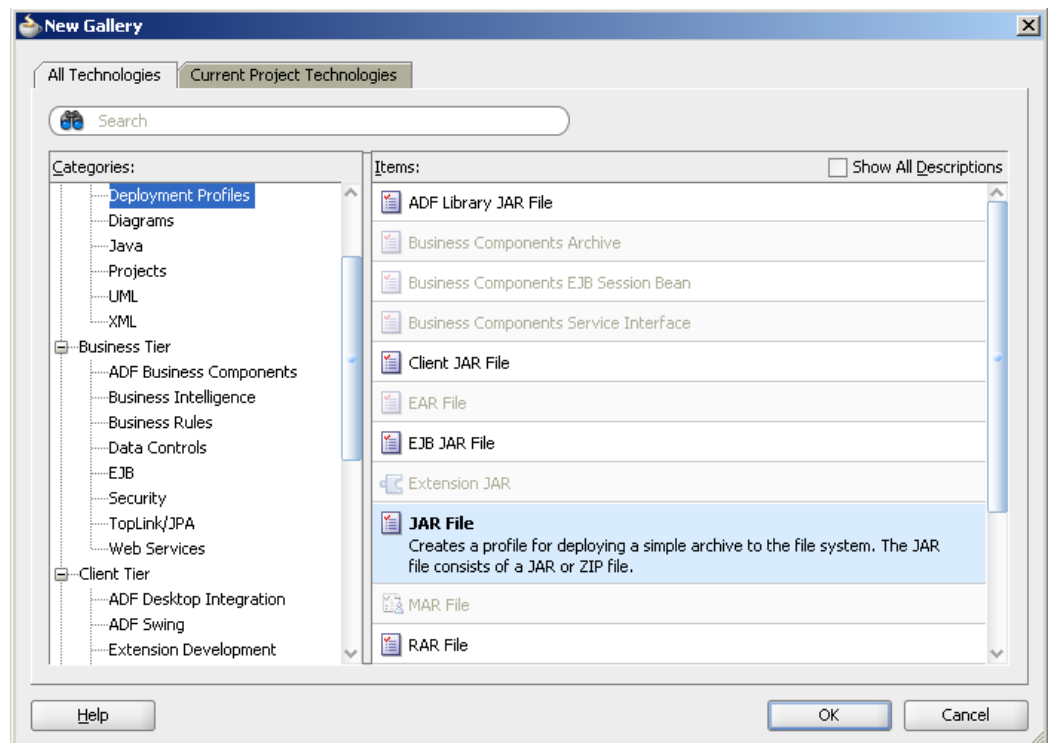 New Gallery
All Technologies
Current Project Technologies
Search
Categories:
Deployment Profiles
Diagrams
Java
Projects
UML
XML
Business Tier
ADF Business Components
Business Intelligence
Business Rules
Data Controls
EJB
Security
TopLink/JPA
Web Services
Client Tier
ADF Desktop Integration
ADF Swing
Extension Development
Items:
Show All Descriptions
ADF Library JAR File
Business Components Archive
Business Components EJB Session Bean
Business Components Service Interface
Client JAR File
EAR File
EJB JAR File
Extension JAR
JAR File
Creates a profile for deploying a simple archive to the file system. The JAR
file consists of a JAR or ZIP file.
MAR File
RAR File
Help
OK
Cancel